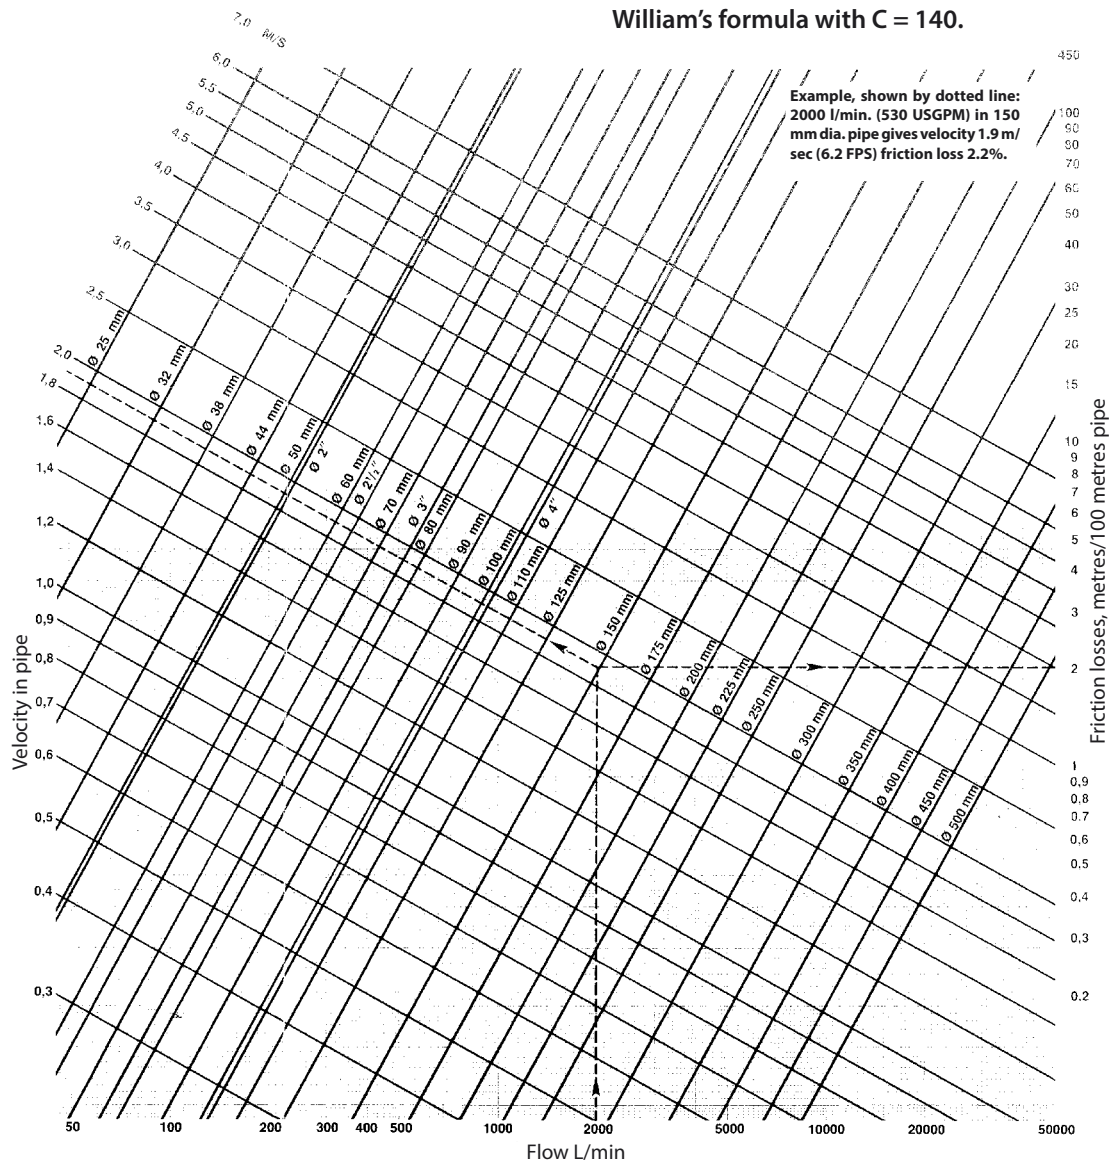 William's formula with C = 140.
Example, shown by dotted line:
2000 l/min. (530 USGPM) in 150
mm dia. pipe gives velocity 1.9 m/
sec (6.2 FPS) friction loss 2.2%.
7,0 M/S
6,0
5,5
5,0
4,5
4,0
3,5
3,0
2,5
2,0
1,8
1,6
1,4
1,2
1,0
0,9
0,8
0,7
0,6
0,5
0,4
0,3
Velocity in pipe
Ø 25 mm
Ø 32 mm
Ø 38 mm
Ø 44 mm
Ø 50 mm
Ø 2"
Ø 60 mm
Ø 2½"
Ø 70 mm
Ø 3"
Ø 80 mm
Ø 90 mm
Ø 100 mm
Ø 4"
Ø 110 mm
Ø 125 mm
Ø 150 mm
Ø 175 mm
Ø 200 mm
Ø 225 mm
Ø 250 mm
Ø 300 mm
Ø 350 mm
Ø 400 mm
Ø 450 mm
Ø 500 mm
450
100
90
80
70
60
50
40
30
25
20
15
10
9
8
7
6
5
4
3
2
1
0,9
0,8
0.7
0,6
0,5
0,4
0,3
0.2
Friction losses, metres/100 metres pipe
50 100 200 300 400 500 1000 2000 5000 10000 20000 50000
Flow L/min